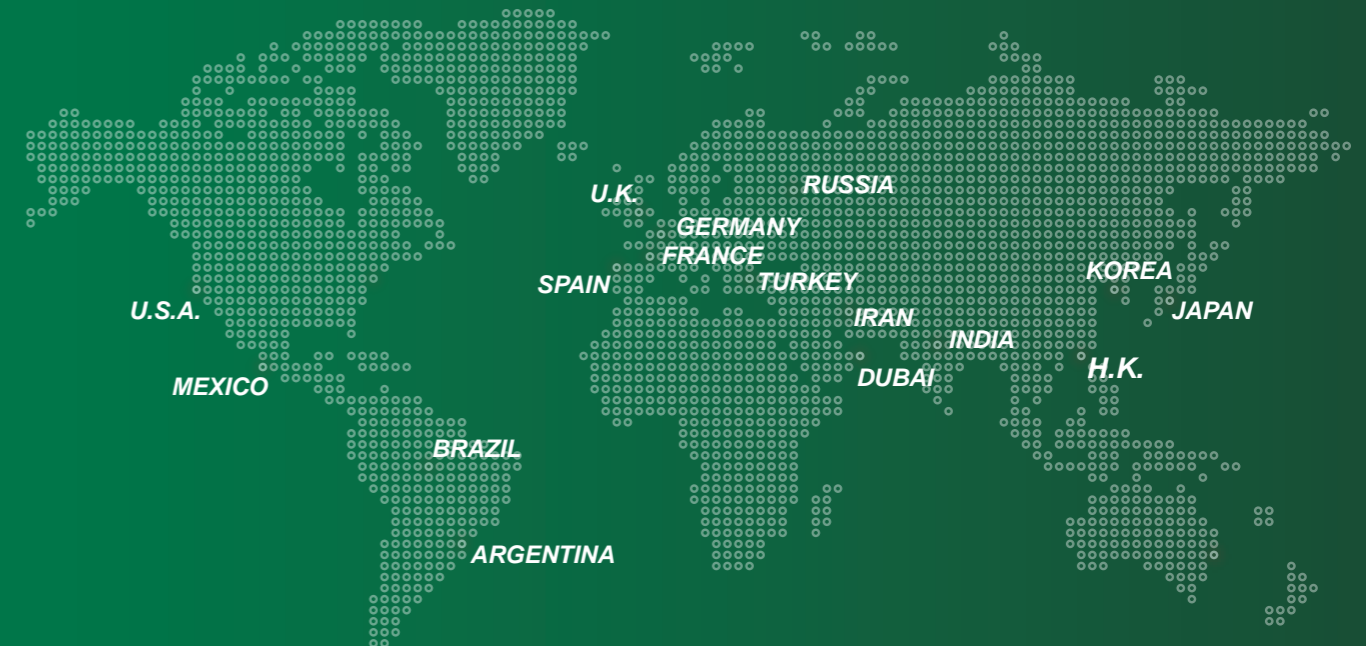 RUSSIA
U.K.
GERMANY
FRANCE
KOREA
TURKEY
SPAIN
U.S.A.
JAPAN
IRAN
INDIA
H.K.
DUBAI
MEXICO
BRAZIL
ARGENTINA